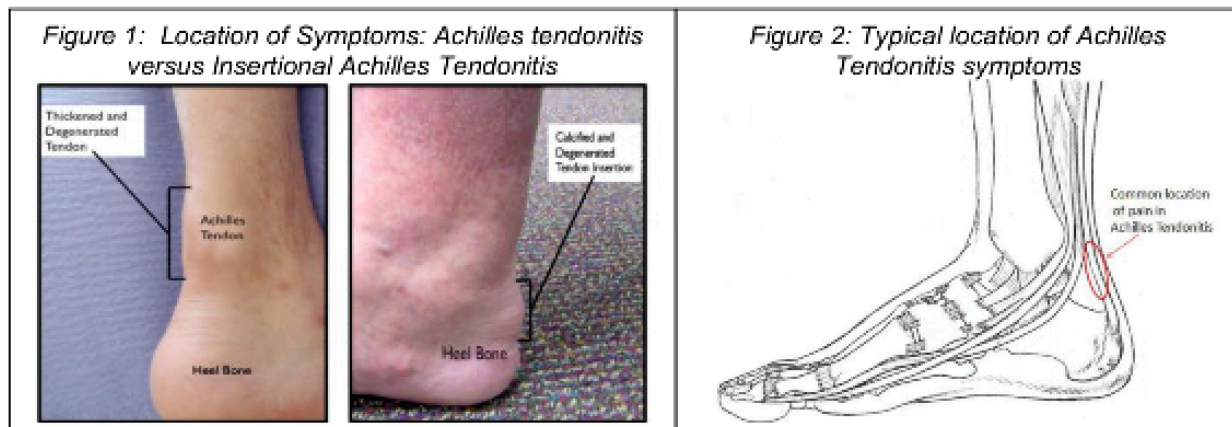 Figure 1: Location of Symptoms: Achilles tendonitis
versus Insertional Achilles Tendonitis
Thickened and
Degenerated
Tendon
Achilles
Tendon
Heel Bone
Calcified and
Degenerated
Tendon Insertion
Heel Bone
Figure 2: Typical location of Achilles
Tendonitis symptoms
Common location
of pain in
Achilles Tendonitis